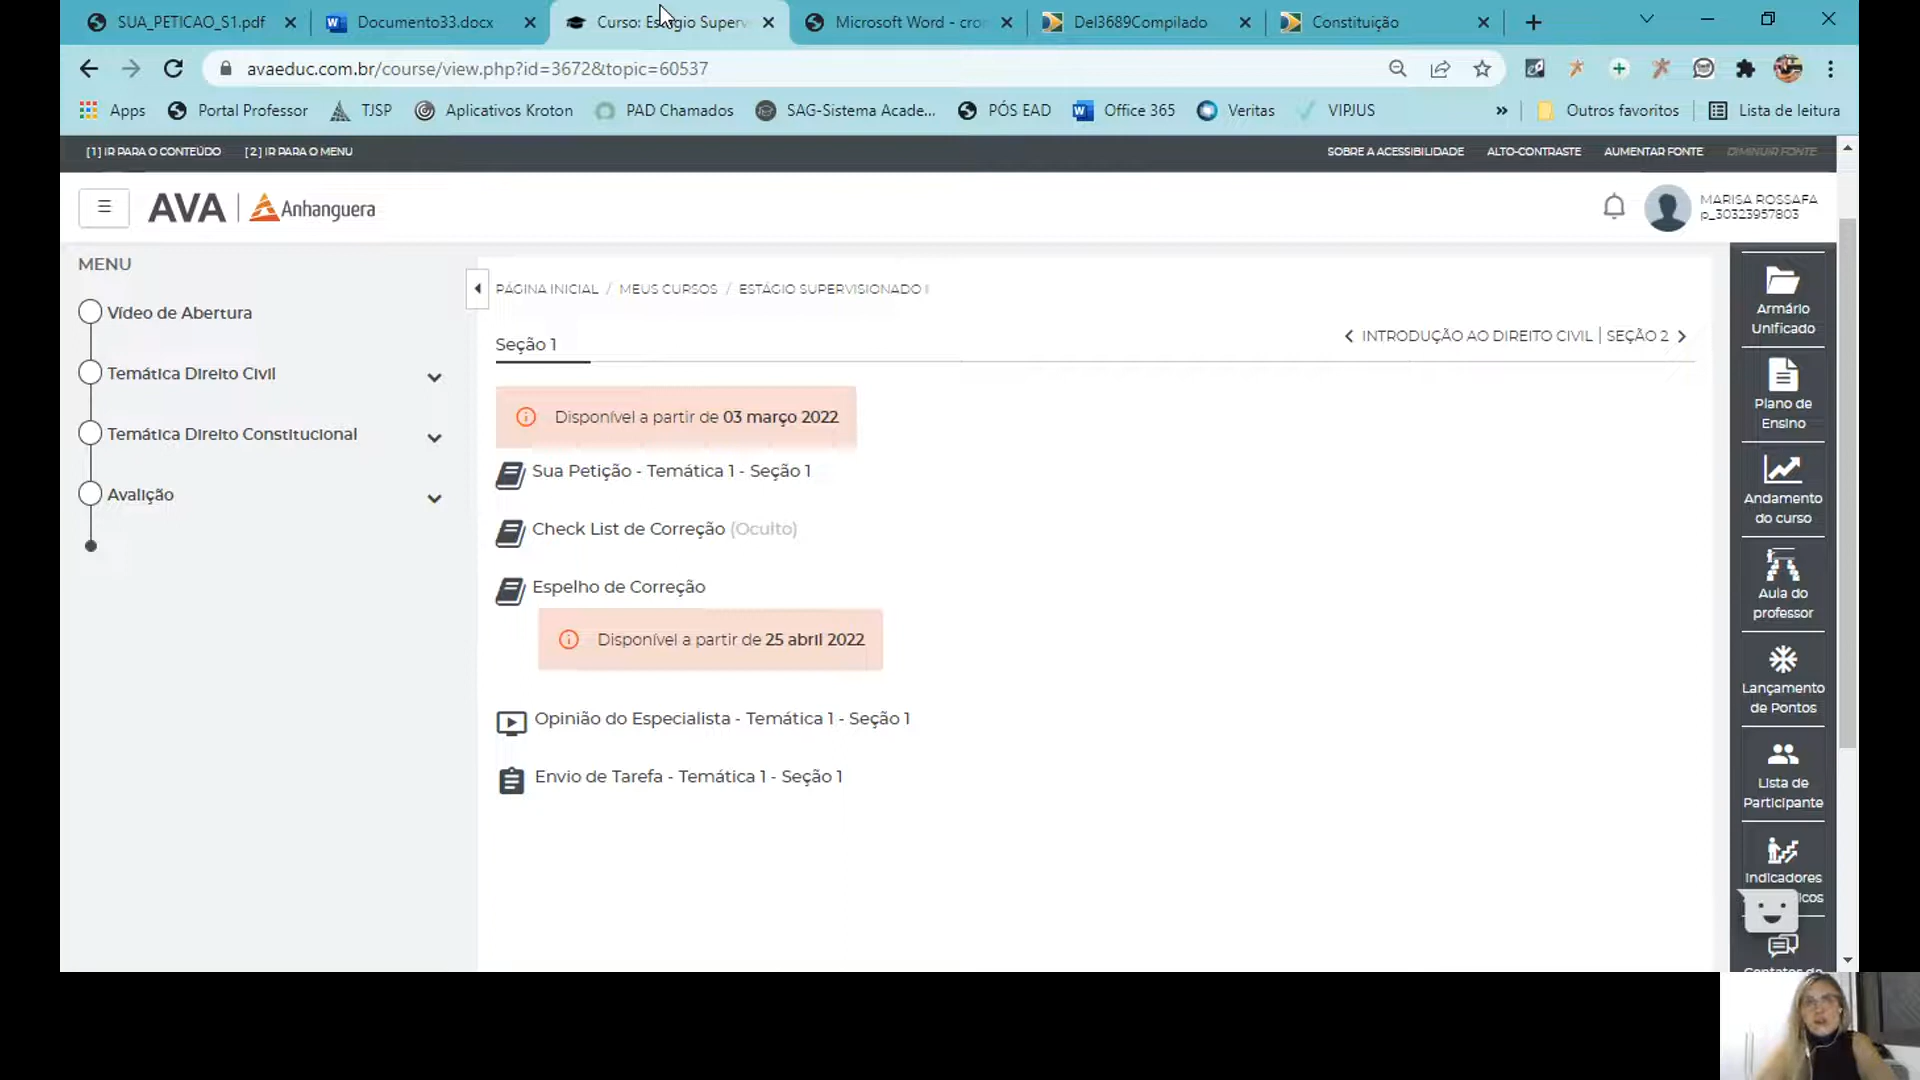 SUA_PETICAO_S1.pdf
Documento33.docx
Curso: Estágio Superv
Microsoft Word - cro
Del3689Compilado
Constituição
avaeduc.com.br/course/view.php?id=3672&topic=60537
Apps
Portal Professor
TJSP
Aplicativos Kroton
PAD Chamados
SAG-Sistema Acade...
PÓS EAD
Office 365
Veritas
VIPJUS
»
Outros favoritos
Lista de leitura
[1] IR PARA O CONTEÚDO
[2] IR PARA O MENU
SOBRE A ACESSIBILIDADE
ALTO-CONTRASTE
AUMENTAR FONTE
DIMINUIR FONTE
AVA
Anhanguera
MARISA ROSSAFA
p_30323957803
MENU
Vídeo de Abertura
Temática Direito Civil
Temática Direito Constitucional
Avalição
PÁGINA INICIAL / MEUS CURSOS / ESTÁGIO SUPERVISIONADO I
INTRODUÇÃO AO DIREITO CIVIL | SEÇÃO 2
Seção 1
Disponível a partir de 03 março 2022
Sua Petição - Temática 1 - Seção 1
Check List de Correção (Oculto)
Espelho de Correção
Disponível a partir de 25 abril 2022
Opinião do Especialista - Temática 1 - Seção 1
Envio de Tarefa - Temática 1 - Seção 1
Armário
Unificado
Plano de
Ensino
Andamento
do curso
Aula do
professor
Lançamento
de Pontos
Lista de
Participante
Indicadores